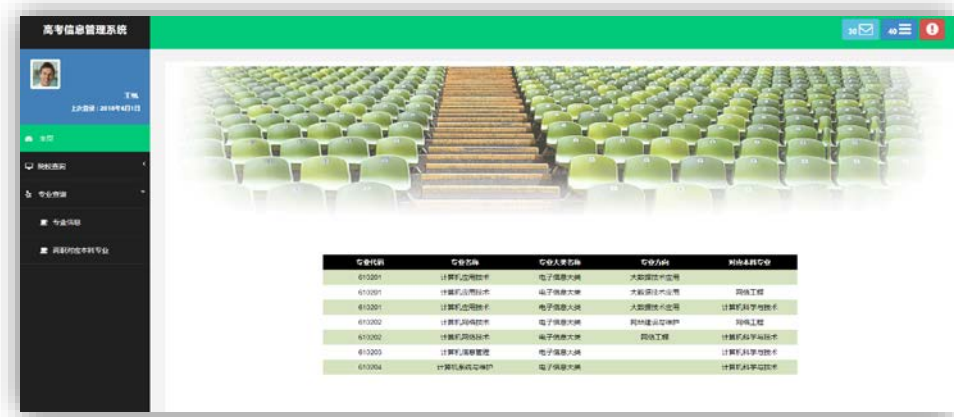 高考信息管理系统
20
40
上次登录:2016年6月1日
主页
院校查询
专业查询
专业信息
高职对应本科专业
专业代码 专业名称 专业大类名称 专业方向 对应本科专业
610201 计算机应用技术 电子信息大类 大数据技术应用
610201 计算机应用技术 电子信息大类 大数据技术应用 网络工程
610201 计算机应用技术 电子信息大类 大数据技术应用 计算机科学与技术
610202 计算机网络技术 电子信息大类 网站建设与维护 网络工程
610202 计算机网络技术 电子信息大类 网络工程 计算机科学与技术
610203 计算机信息管理 电子信息大类 计算机科学与技术
610204 计算机系统与维护 电子信息大类 计算机科学与技术